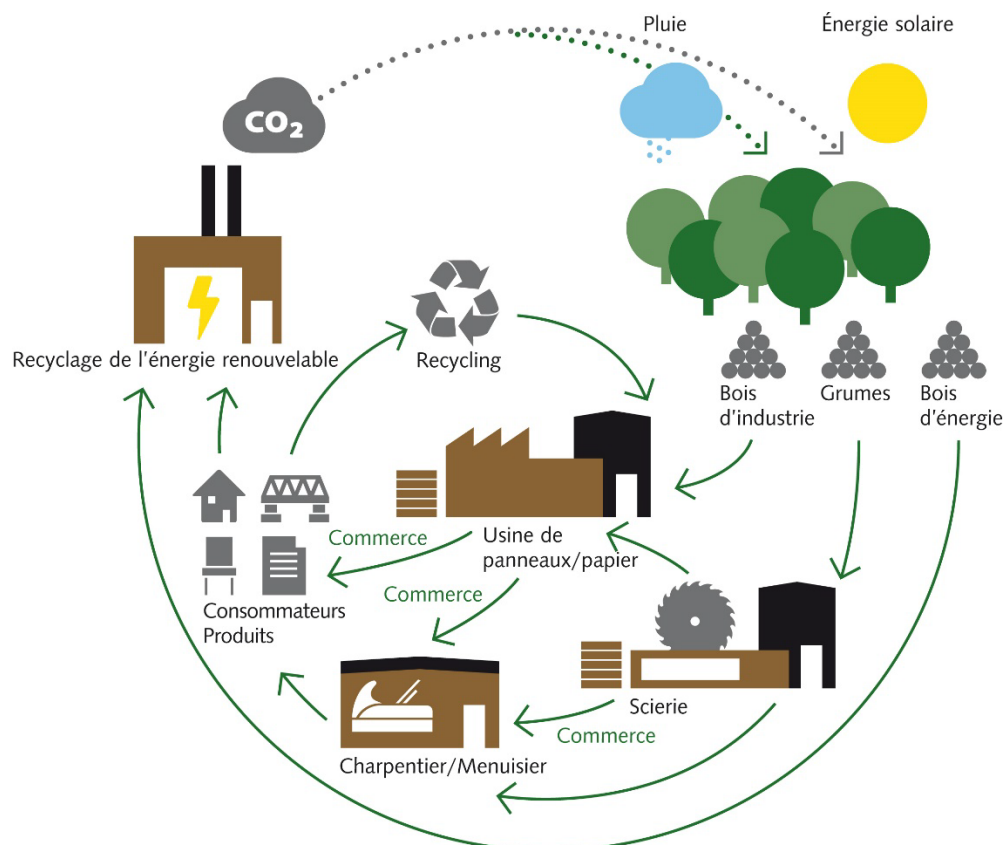 Pluie
Énergie solaire
CO₂
Recyclage de l'énergie renouvelable
Recycling
Bois
d'industrie
Grumes
Bois
d'énergie
Commerce
Usine de
panneaux/papier
Commerce
Consommateurs
Produits
Scierie
Commerce
Charpentier/Menuisier